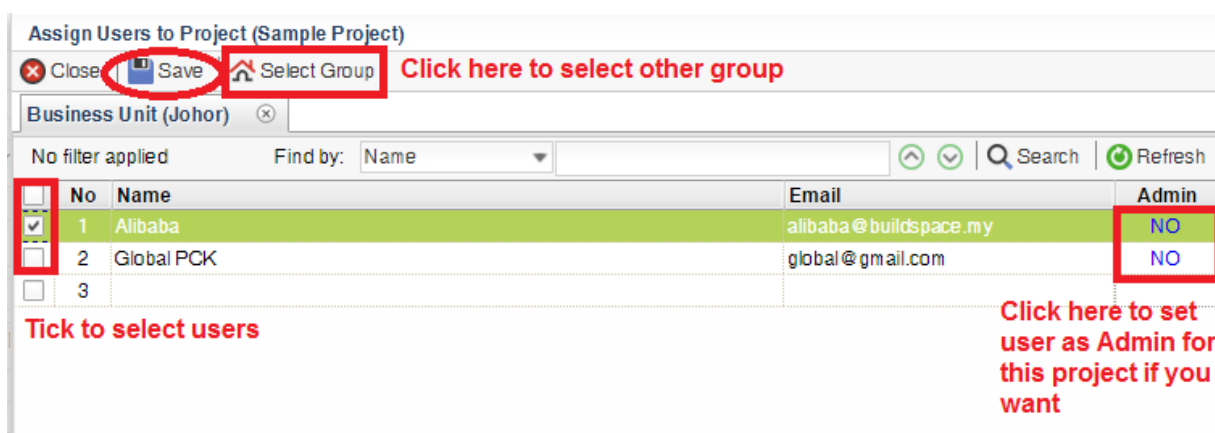 Assign Users to Project (Sample Project)
Close Save Select Group Click here to select other group
Business Unit (Johor)
No filter applied Find by: Name Search Refresh
No Name Email Admin
1 Alibaba alibaba@buildspace.my NO
2 Global PCK global@gmail.com NO
3
Tick to select users
Click here to set
user as Admin for
this project if you
want